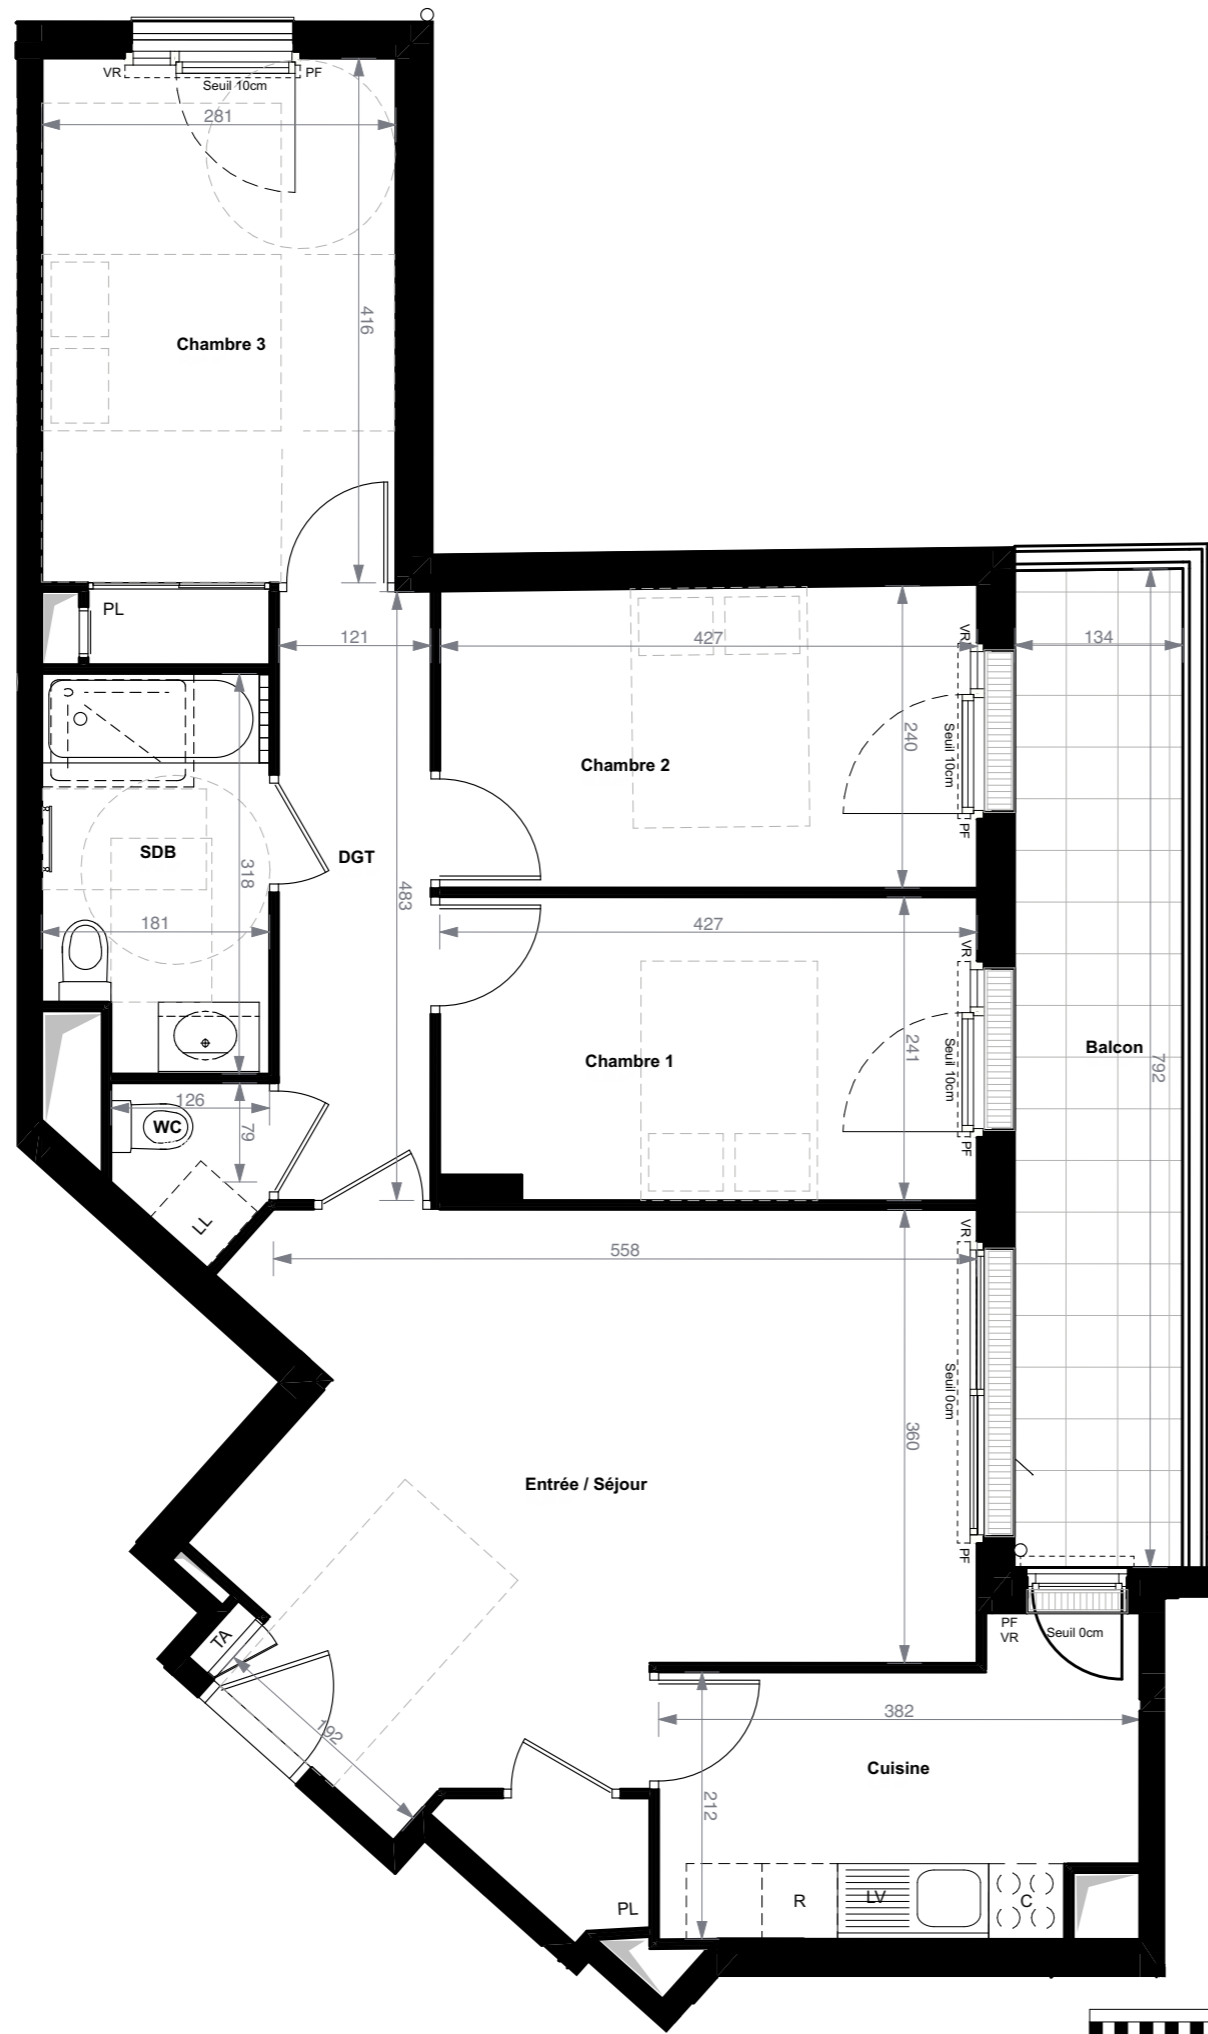 VR
PF
Seuil 10cm
281
416
Chambre 3
PL
121
427
134
VR
240
Seuil 10cm
Chambre 2
PF
SDB
318
DGT
483
181
427
VR
241
Seuil 10cm
Chambre 1
PF
Balcon
792
126
WC
79
LL
558
VR
Seuil 0cm
360
PF
Entrée / Séjour
TA
192
PF
VR
Seuil 0cm
382
Cuisine
212
PL
R
LV
C